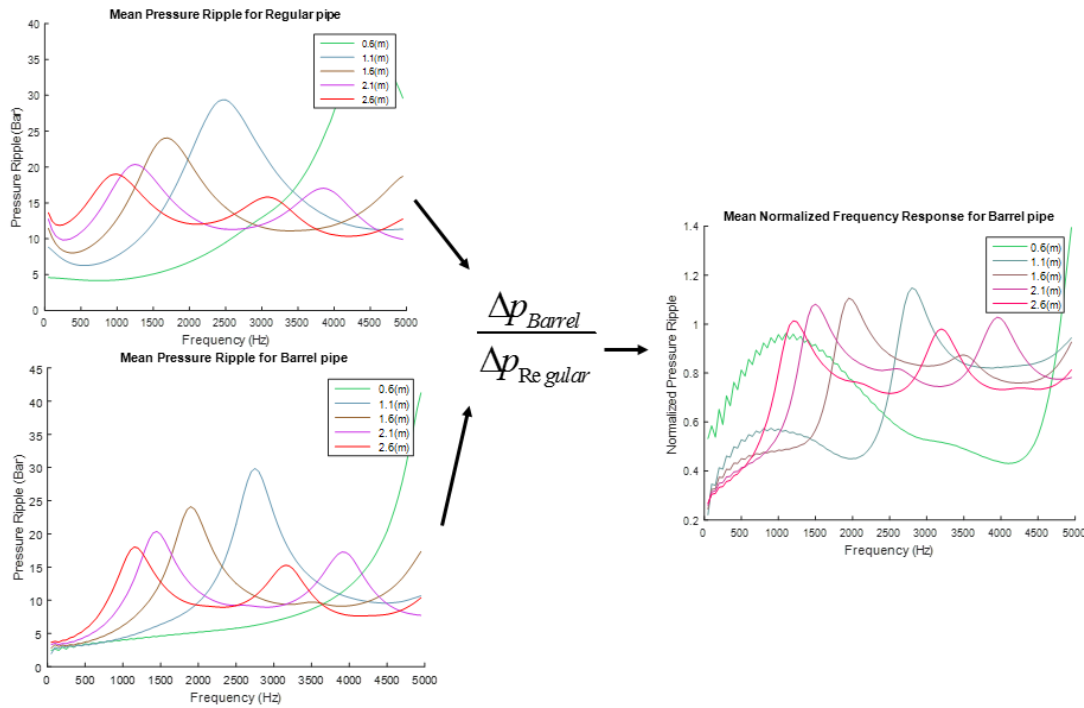 Mean Pressure Ripple for Regular pipe
40
35
30
25
20
15
10
5
0
Pressure Ripple (Bar)
0.6(m)
1.1(m)
1.6(m)
2.1(m)
2.6(m)
0 500 1000 1500 2000 2500 3000 3500 4000 4500 5000
Frequency (Hz)
Mean Pressure Ripple for Barrel pipe
45
40
35
30
25
20
15
10
5
0
Pressure Ripple (Bar)
0.6(m)
1.1(m)
1.6(m)
2.1(m)
2.6(m)
0 500 1000 1500 2000 2500 3000 3500 4000 4500 5000
Frequency (Hz)
Δp Barrel
Δp Re gular
Mean Normalized Frequency Response for Barrel pipe
1.4
1.2
1
0.8
0.6
0.4
0.2
Normalized Pressure Ripple
0.6(m)
1.1(m)
1.6(m)
2.1(m)
2.6(m)
0 500 1000 1500 2000 2500 3000 3500 4000 4500 5000
Frequency (Hz)